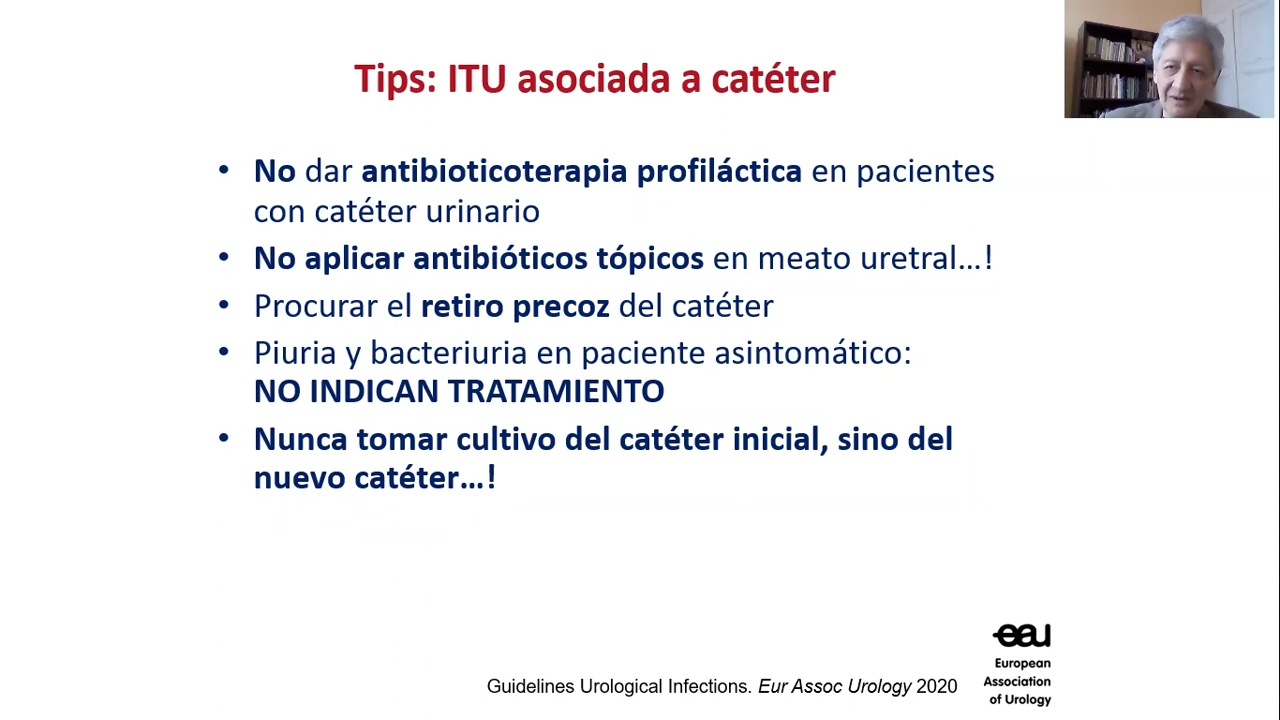 Tips: ITU asociada a catéter
• No dar antibioticoterapia profiláctica en pacientes
con catéter urinario
• No aplicar antibióticos tópicos en meato uretral...!
• Procurar el retiro precoz del catéter
• Piuria y bacteriuria en paciente asintomático:
NO INDICAN TRATAMIENTO
• Nunca tomar cultivo del catéter inicial, sino del
nuevo catéter...!
eau
European
Association
of Urology
Guidelines Urological Infections. Eur Assoc Urology 2020